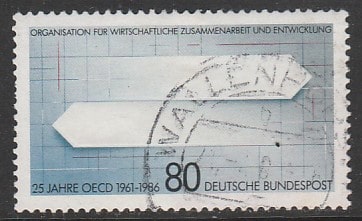 ORGANISATION FÜR WIRTSCHAFTLICHE ZUSAMMENARBEIT UND ENTWICKLUNG
25 JAHRE OECD 1961-1986 80 DEUTSCHE BUNDESPOST